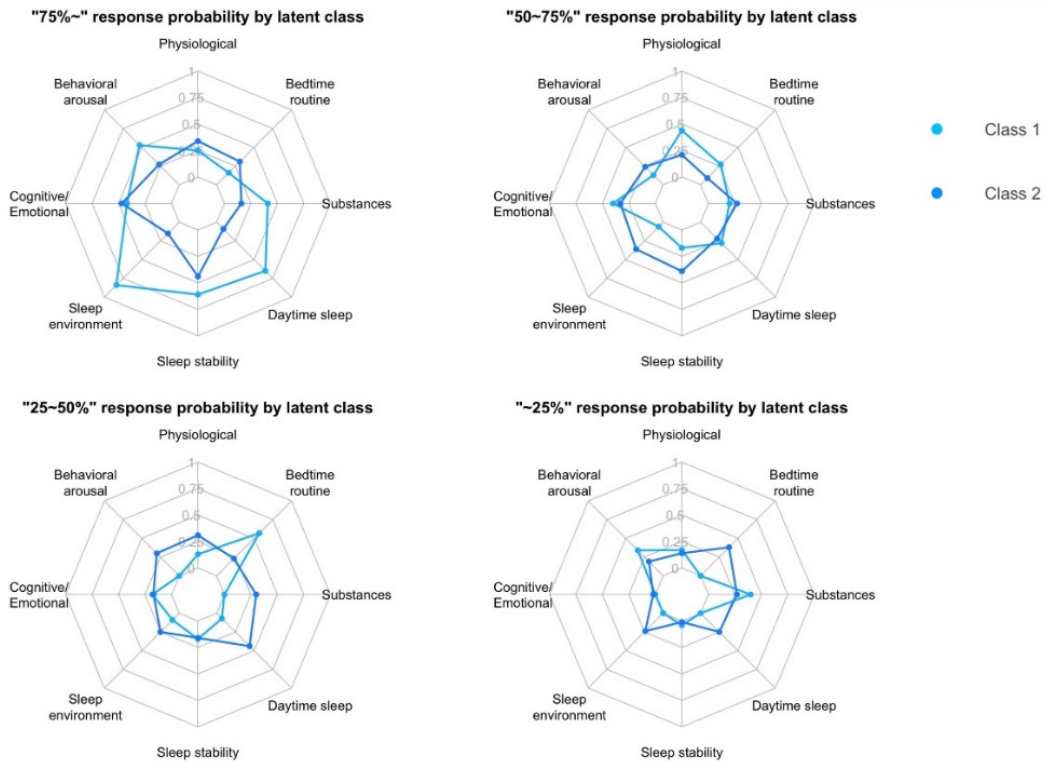 "75%~" response probability by latent class
Physiological
Behavioral
arousal
Bedtime
routine
1
0.75
0.5
0.25
0
Cognitive/
Emotional
Substances
Sleep
environment
Daytime sleep
Sleep stability
"50~75%" response probability by latent class
Physiological
Behavioral
arousal
Bedtime
routine
1
0.75
0.5
0.25
0
Cognitive/
Emotional
Substances
Sleep
environment
Daytime sleep
Sleep stability
Class 1
Class 2
"25~50%" response probability by latent class
Physiological
Behavioral
arousal
Bedtime
routine
1
0.75
0.5
0.25
0
Cognitive/
Emotional
Substances
Sleep
environment
Daytime sleep
Sleep stability
"~25%" response probability by latent class
Physiological
Behavioral
arousal
Bedtime
routine
1
0.75
0.5
0.25
0
Cognitive/
Emotional
Substances
Sleep
environment
Daytime sleep
Sleep stability